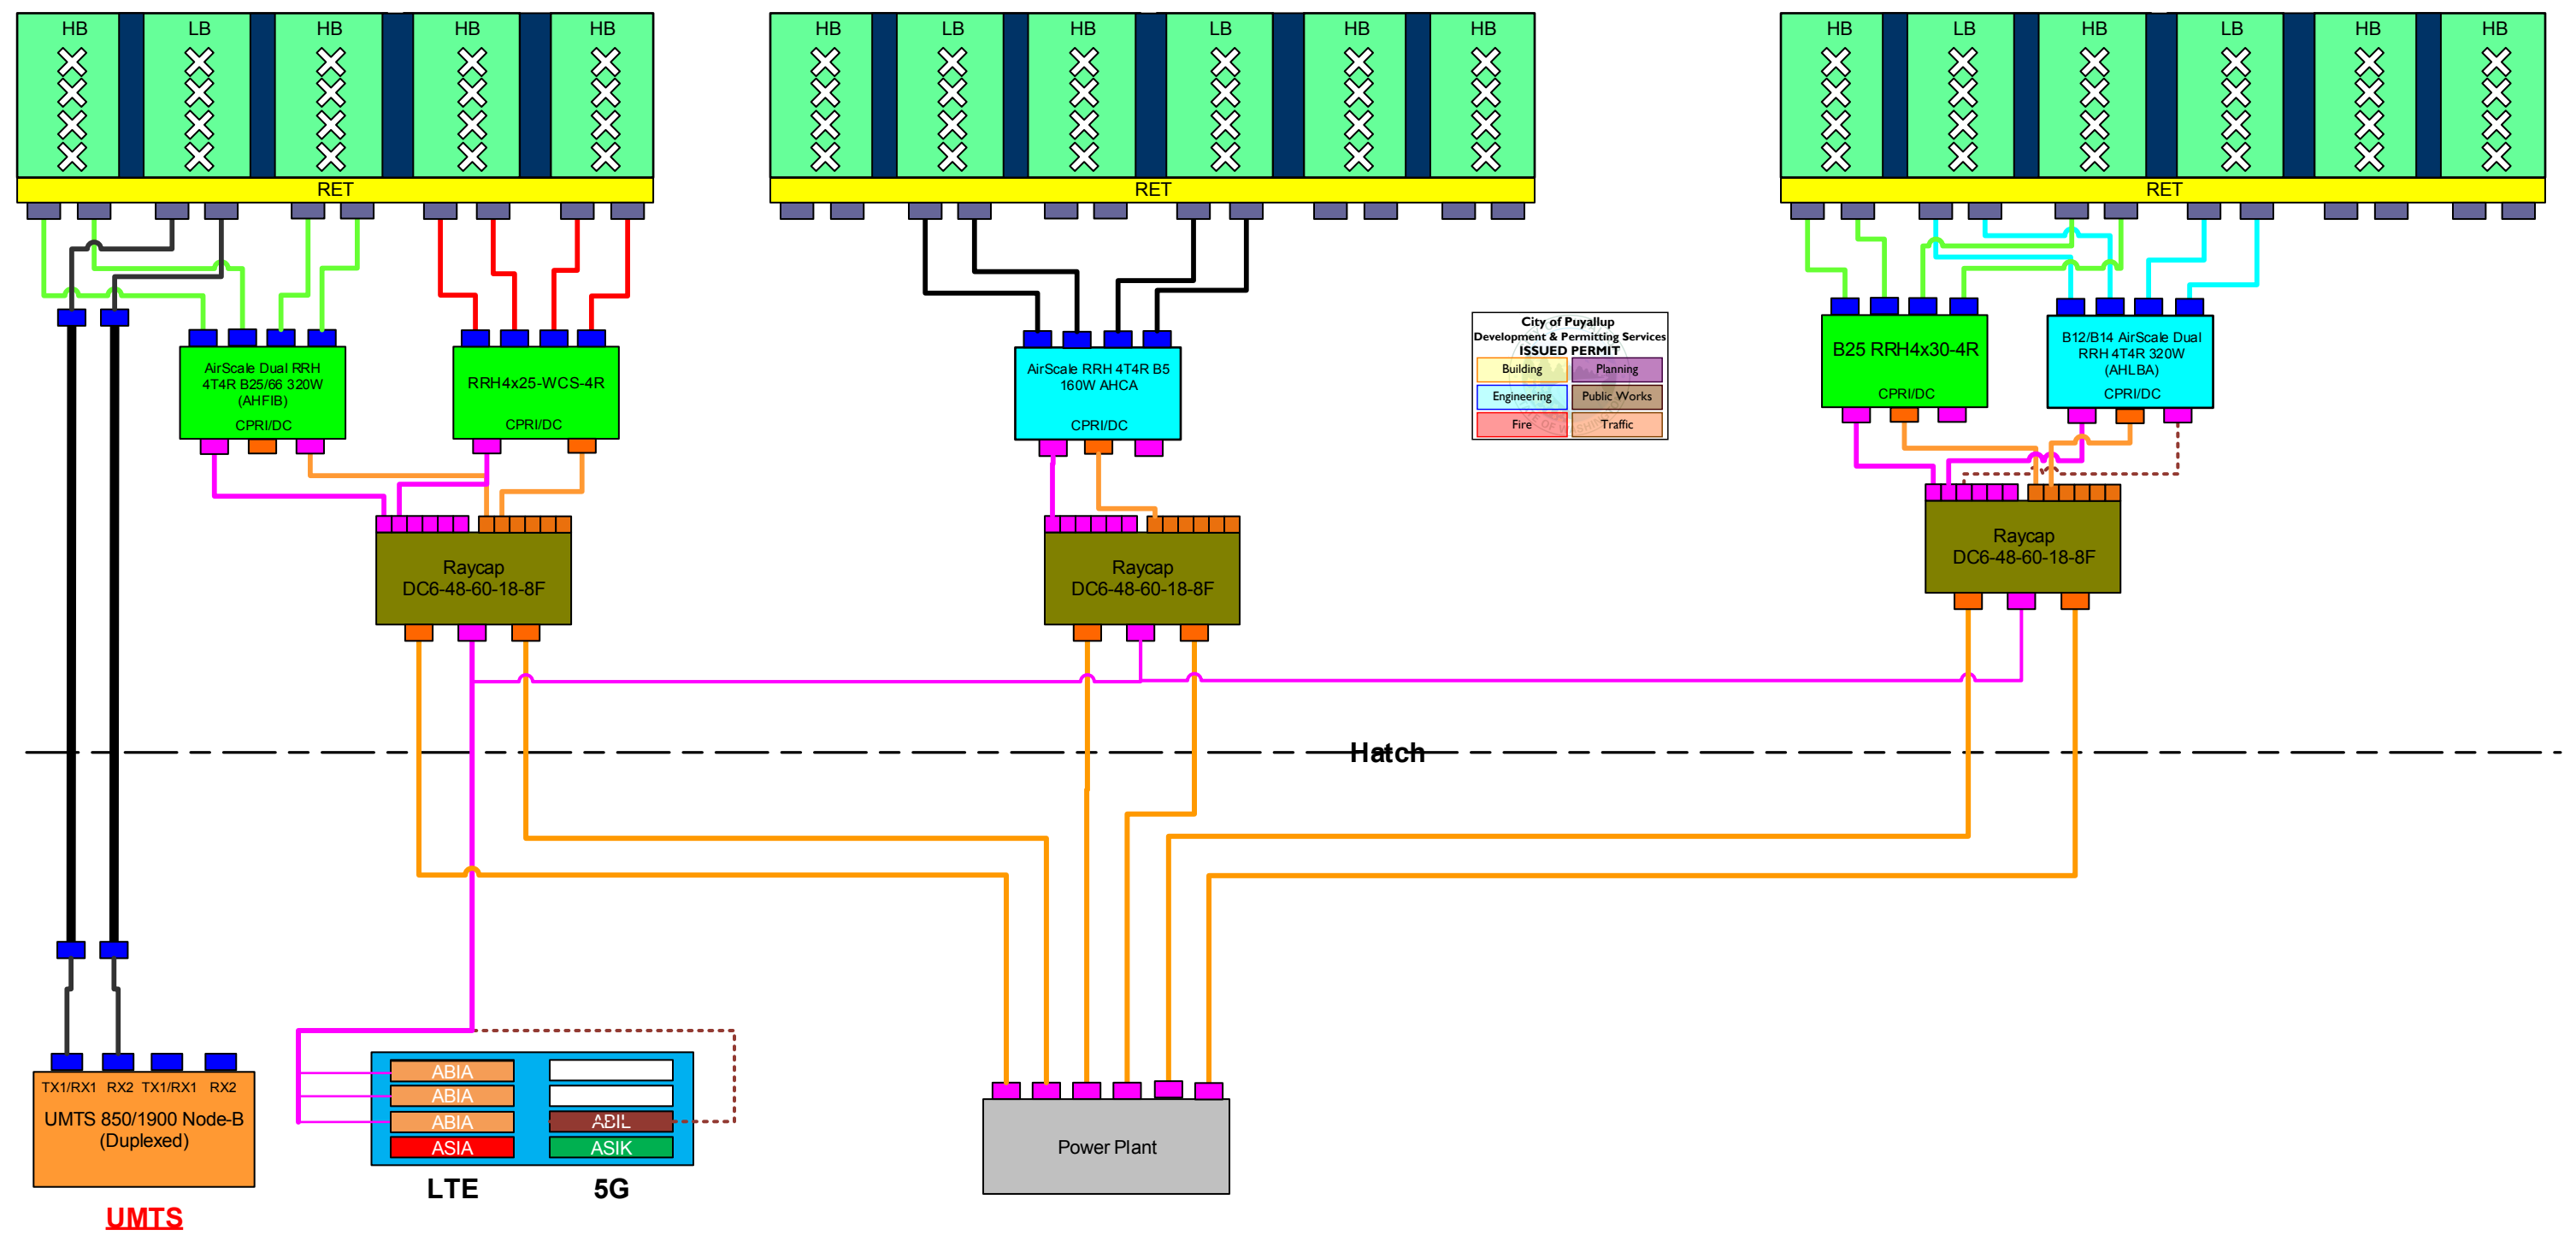 HB LB HB HB HB
RET
HB LB HB LB HB HB
RET
HB LB HB LB HB HB
RET
AirScale Dual RRH
4T4R B25/66 320W
(AHFIB)
CPRI/DC
RRH4x25-WCS-4R
CPRI/DC
AirScale RRH 4T4R B5
160W AHCA
CPRI/DC
City of Puyallup
Development & Permitting Services
ISSUED PERMIT
Building Planning
Engineering Public Works
Fire Traffic
B25 RRH4x30-4R
CPRI/DC
B12/B14 AirScale Dual
RRH 4T4R 320W
(AHLBA)
CPRI/DC
Raycap
DC6-48-60-18-8F
Raycap
DC6-48-60-18-8F
Raycap
DC6-48-60-18-8F
Hatch
TX1/RX1 RX2 TX1/RX1 RX2
UMTS 850/1900 Node-B
(Duplexed)
UMTS
ABIA
ABIA
ABIA ABIL
ASIA ASIK
LTE 5G
Power Plant